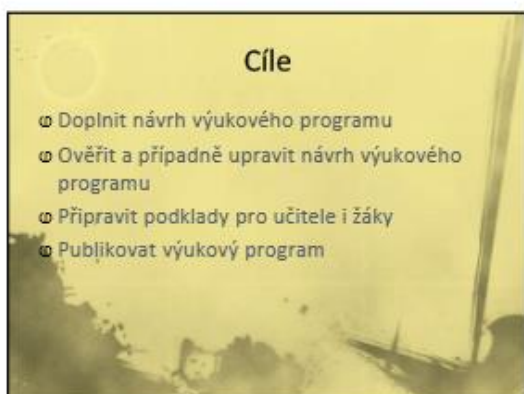 Cíle
Doplnit návrh výukového programu
Ověřit a případně upravit návrh výukového
programu
Připravit podklady pro učitele i žáky
Publikovat výukový program